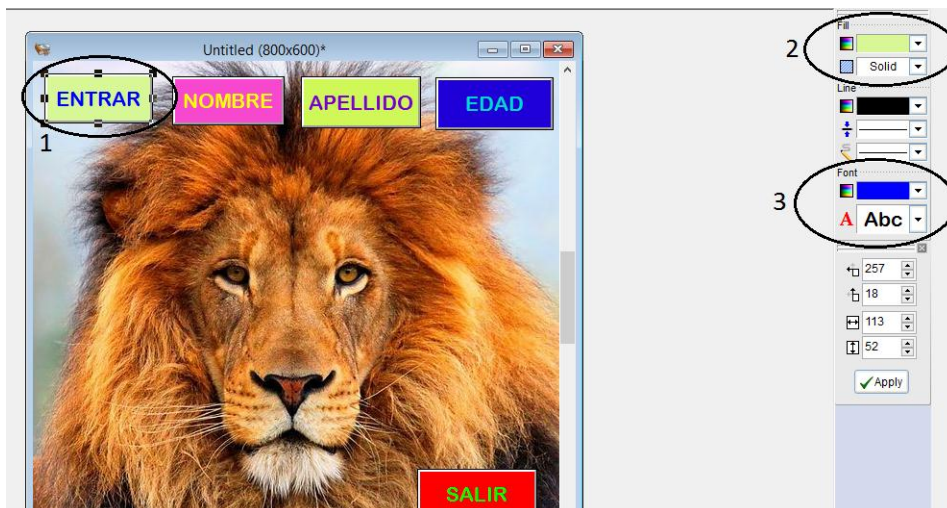 Untitled (800x600)*
ENTRAR NOMBRE APELLIDO EDAD
1
SALIR
2
Fill
Solid
Line
Font
3
A Abc
257
18
113
52
Apply